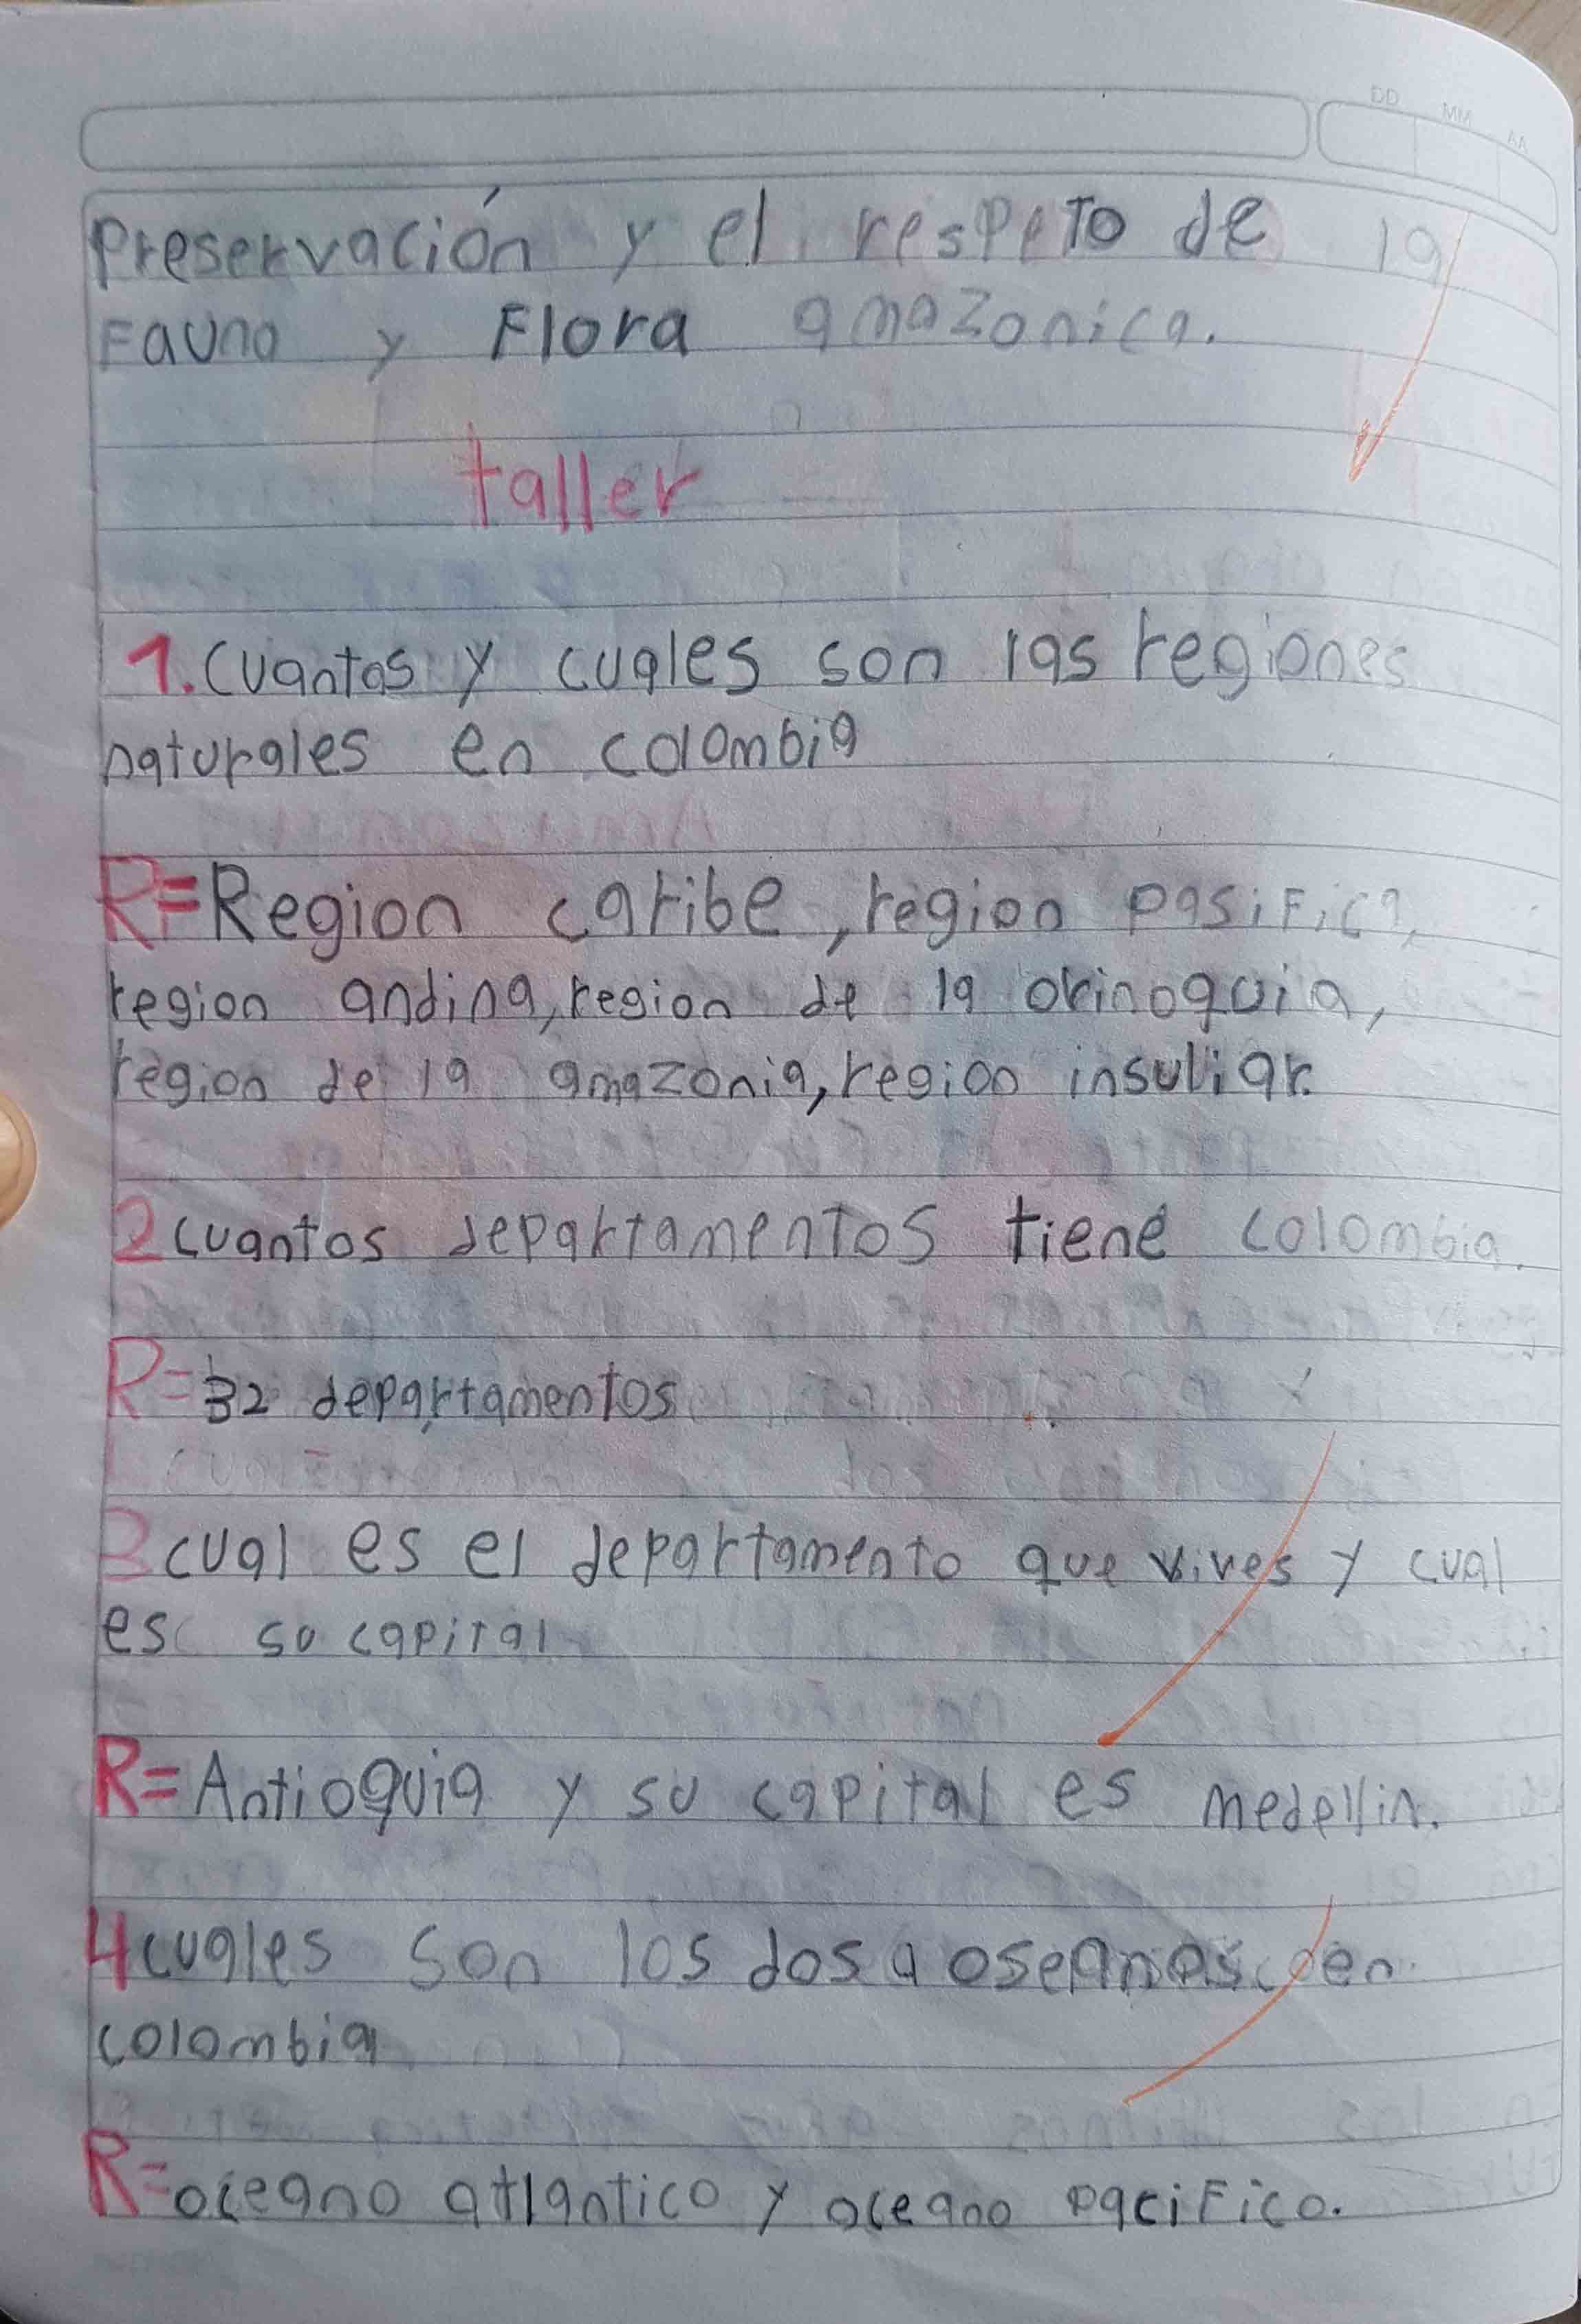 DD MM AA
Preservación y el respeto de la
Fauna y Flora amazonica.
taller
1. Cuantas y cuales son las regiones
naturales en colombia
R= Region caribe, region pasifica,
region andina, region de la orinoquia,
region de la amazonia, region insuliar.
2 cuantos departamentos tiene colombia.
R= 32 departamentos
3 cual es el departamento que vives y cual
es su capital
R= Antioquia y su capital es medellin.
4 cuales son los dos oseanos en
colombia
R= oceano atlantico y oceano pacifico.